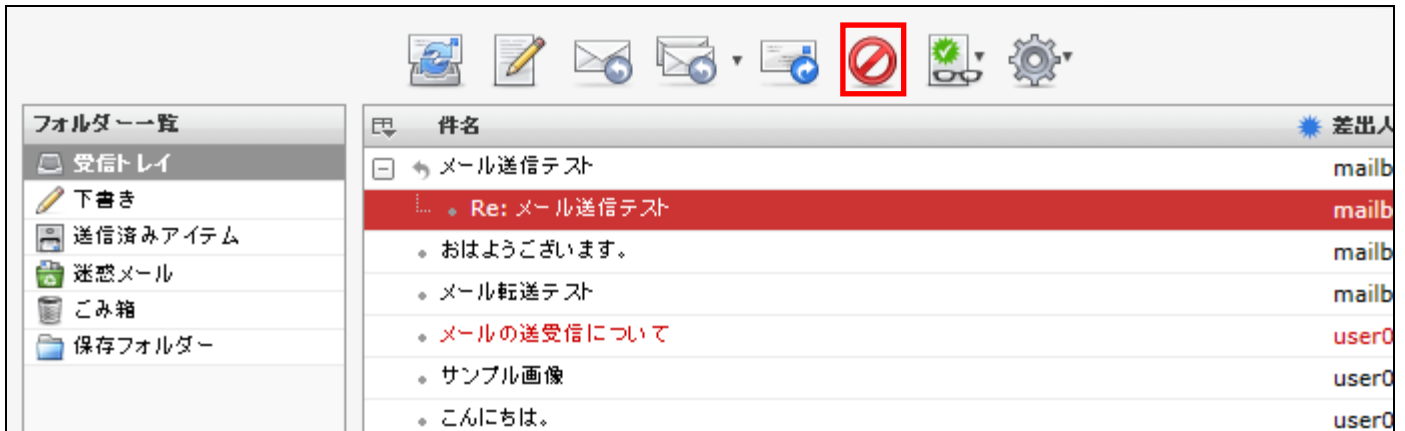 フォルダー一覧
受信トレイ
下書き
送信済みアイテム
迷惑メール
ごみ箱
保存フォルダー
件名 差出人
メール送信テスト mailb
Re: メール送信テスト mailb
おはようございます。 mailb
メール転送テスト mailb
メールの送受信について user0
サンプル画像 user0
こんにちは。 user0